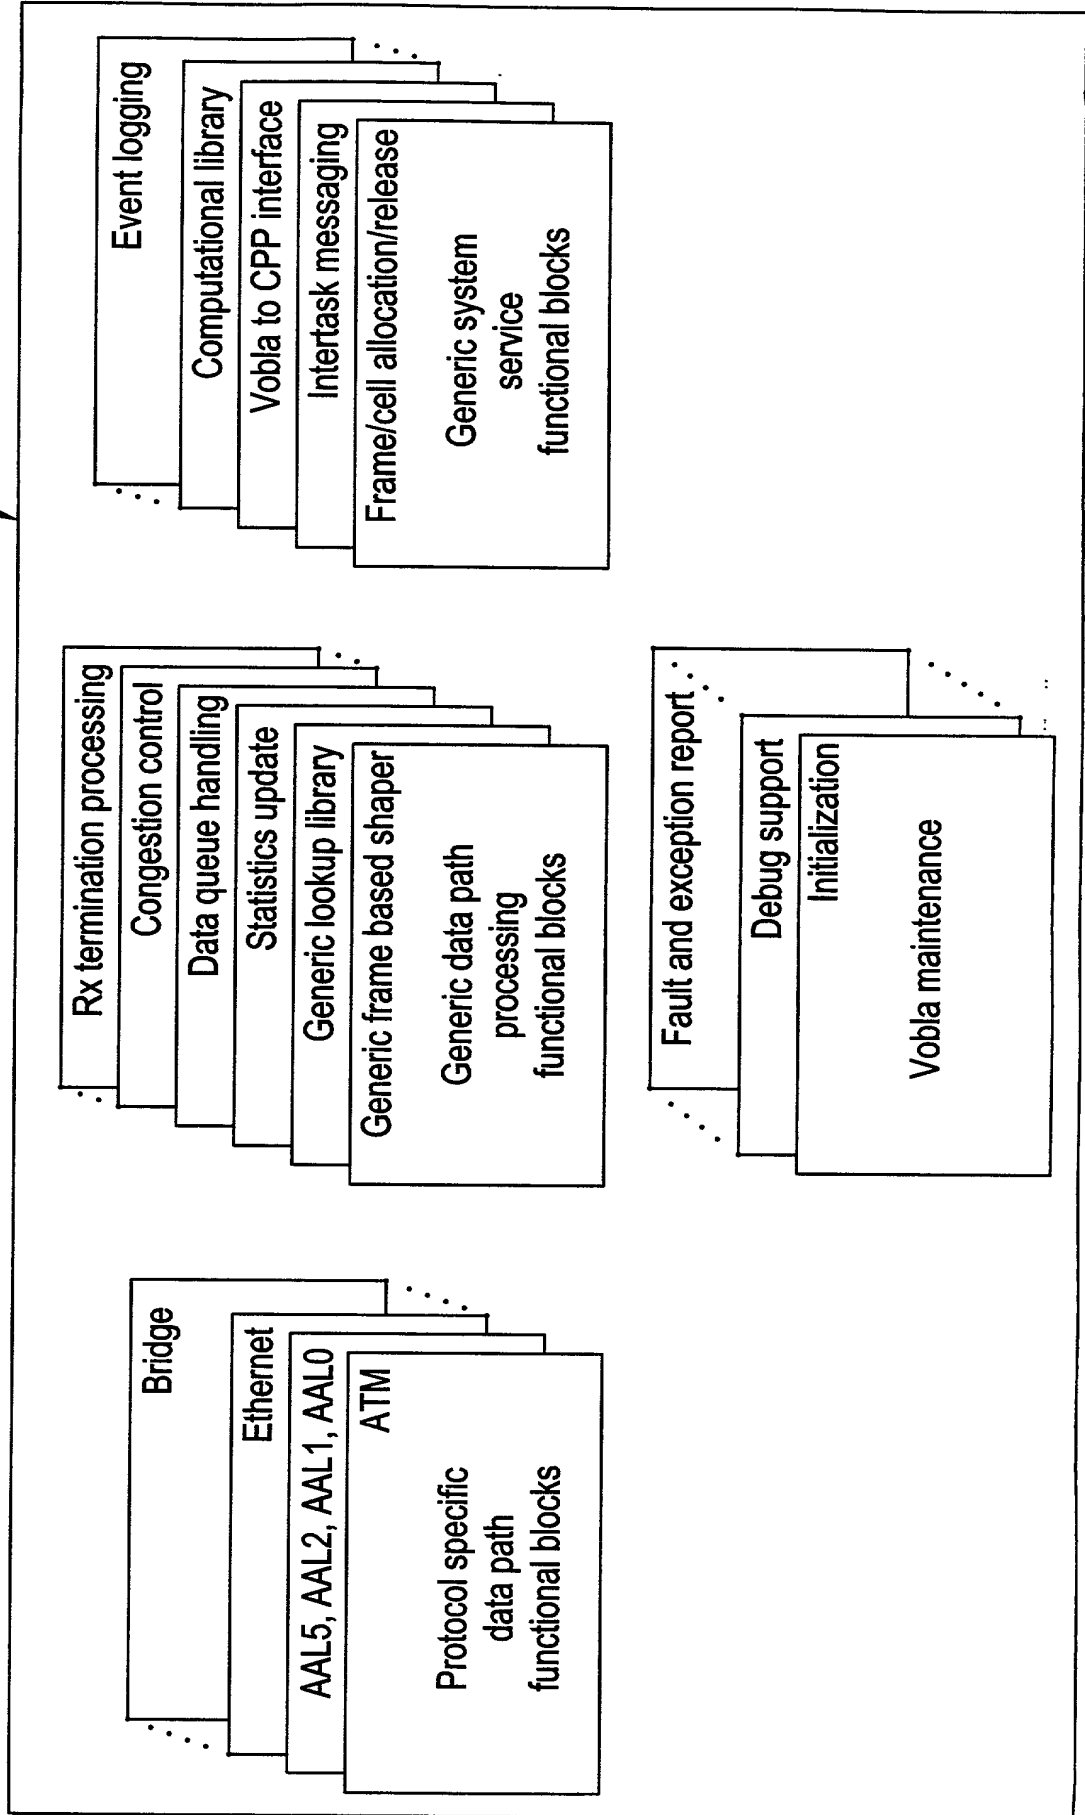 Bridge
Ethernet
AAL5, AAL2, AAL1, AAL0
ATM
Protocol specific
data path
functional blocks
Rx termination processing
Congestion control
Data queue handling
Statistics update
Generic lookup library
Generic frame based shaper
Generic data path
processing
functional blocks
Event logging
Computational library
Vobla to CPP interface
Intertask messaging
Frame/cell allocation/release
Generic system
service
functional blocks
Fault and exception report
Debug support
Initialization
Vobla maintenance